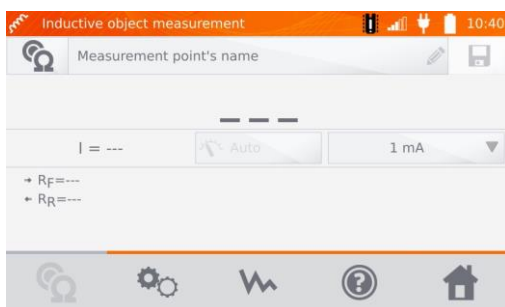 Inductive object measurement 10:40
Measurement point's name
---
I = --- Auto 1 mA
→ RF=---
← RR=---